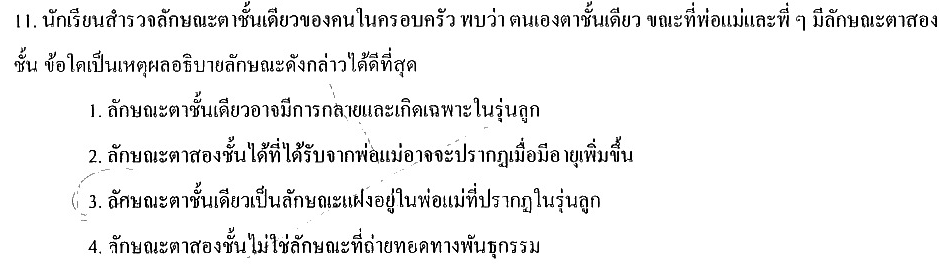 11. นักเรียนสำรวจลักษณะตาชั้นเดียวของคนในครอบครัว พบว่า ตนเองตาชั้นเดียว ขณะที่พ่อแม่และพี่ ๆ มีลักษณะตาสอง
ชั้น ข้อใดเป็นเหตุผลอธิบายลักษณะดังกล่าวได้ดีที่สุด
1. ลักษณะตาชั้นเดียวอาจมีการกลายและเกิดเฉพาะในรุ่นลูก
2. ลักษณะตาสองชั้นได้ที่ได้รับจากพ่อแม่อาจจะปรากฏเมื่อมีอายุเพิ่มขึ้น
3. ลักษณะตาชั้นเดียวเป็นลักษณะแฝงอยู่ในพ่อแม่ที่ปรากฏในรุ่นลูก
4. ลักษณะตาสองชั้นไม่ใช่ลักษณะที่ถ่ายทอดทางพันธุกรรม